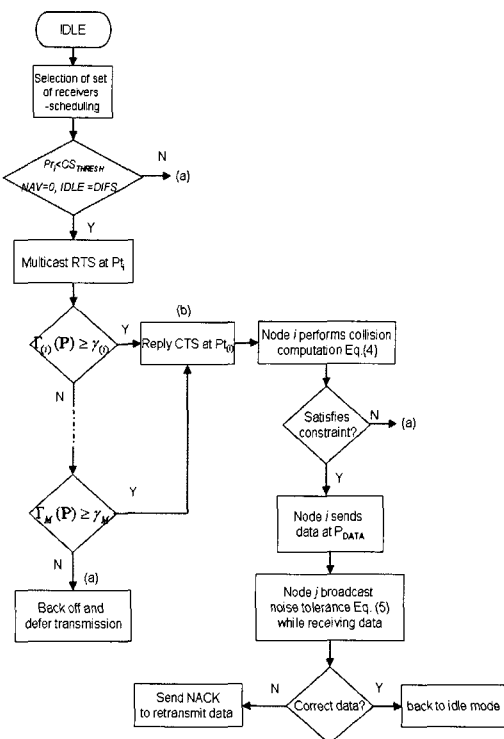 IDLE
Selection of set
of receivers
-scheduling
Pr_i<CS_THRESH
NAV=0, IDLE =DIFS
N
(a)
Y
Multicast RTS at Pt_i
Γ_(i)(P) ≥ γ_(i)
Y
N
(b)
Reply CTS at Pt_(i)
Node i performs collision
computation Eq.(4)
Satisfies
constraint?
N
(a)
Y
Γ_M(P) ≥ γ_M
Y
N
(a)
Back off and
defer transmission
Node i sends
data at P_DATA
Node j broadcast
noise tolerance Eq. (5)
while receiving data
Correct data?
N
Send NACK
to retransmit data
Y
back to idle mode